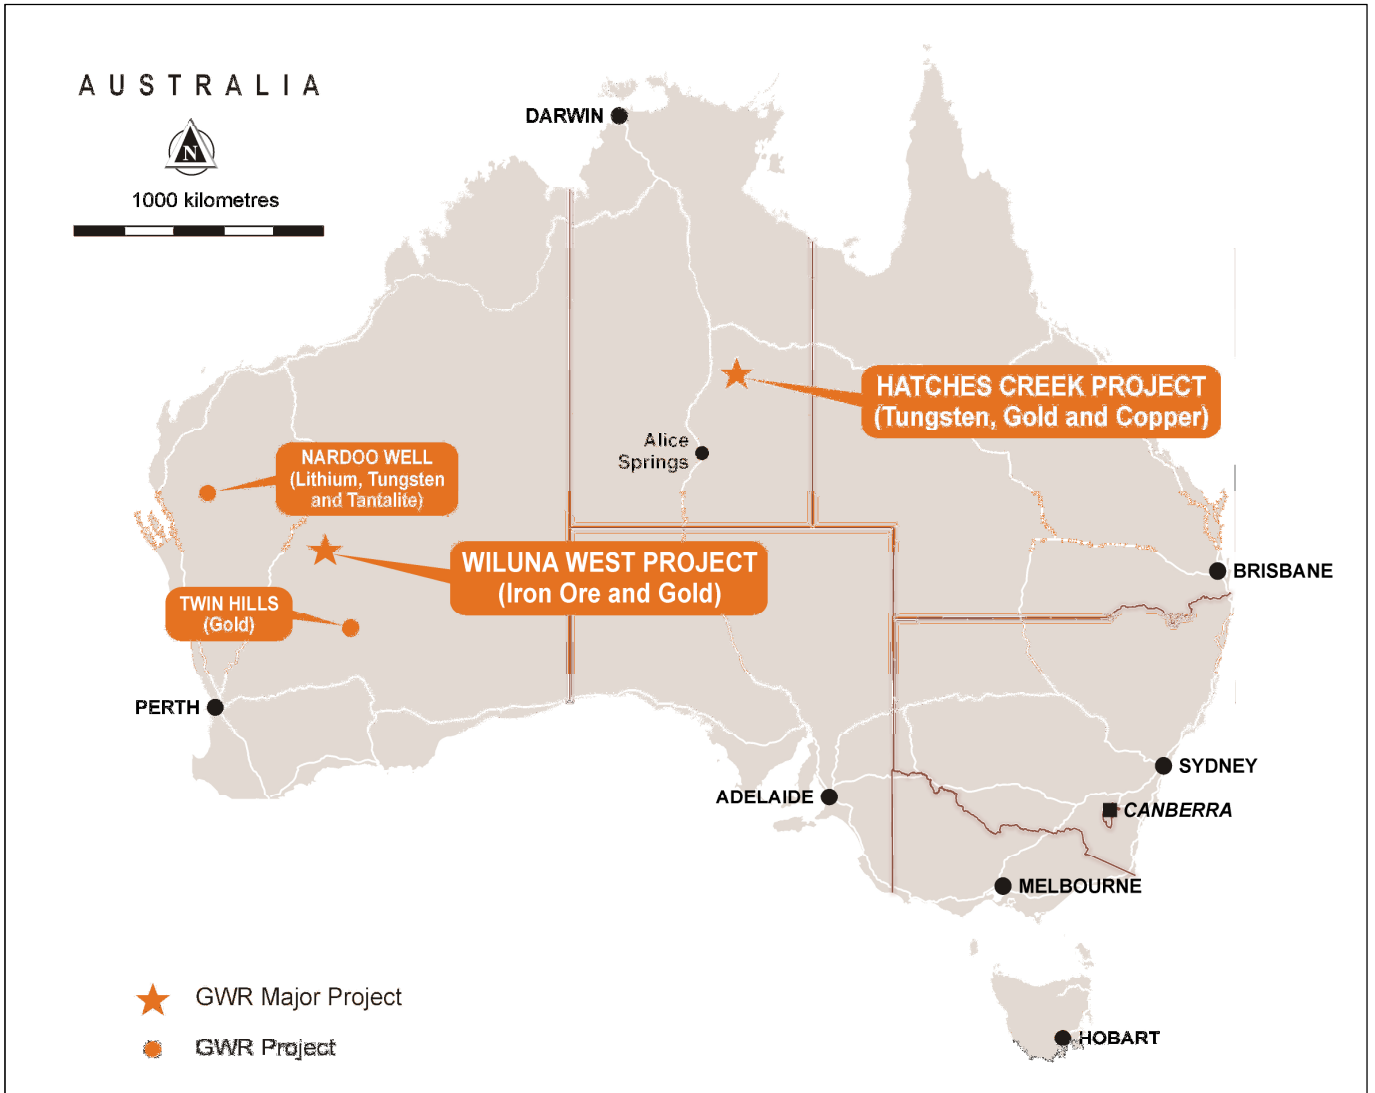 AUSTRALIA
N
1000 kilometres
DARWIN
HATCHES CREEK PROJECT
(Tungsten, Gold and Copper)
Alice
Springs
NARDOO WELL
(Lithium, Tungsten
and Tantalite)
WILUNA WEST PROJECT
(Iron Ore and Gold)
BRISBANE
TWIN HILLS
(Gold)
PERTH
SYDNEY
ADELAIDE
CANBERRA
MELBOURNE
GWR Major Project
GWR Project
HOBART